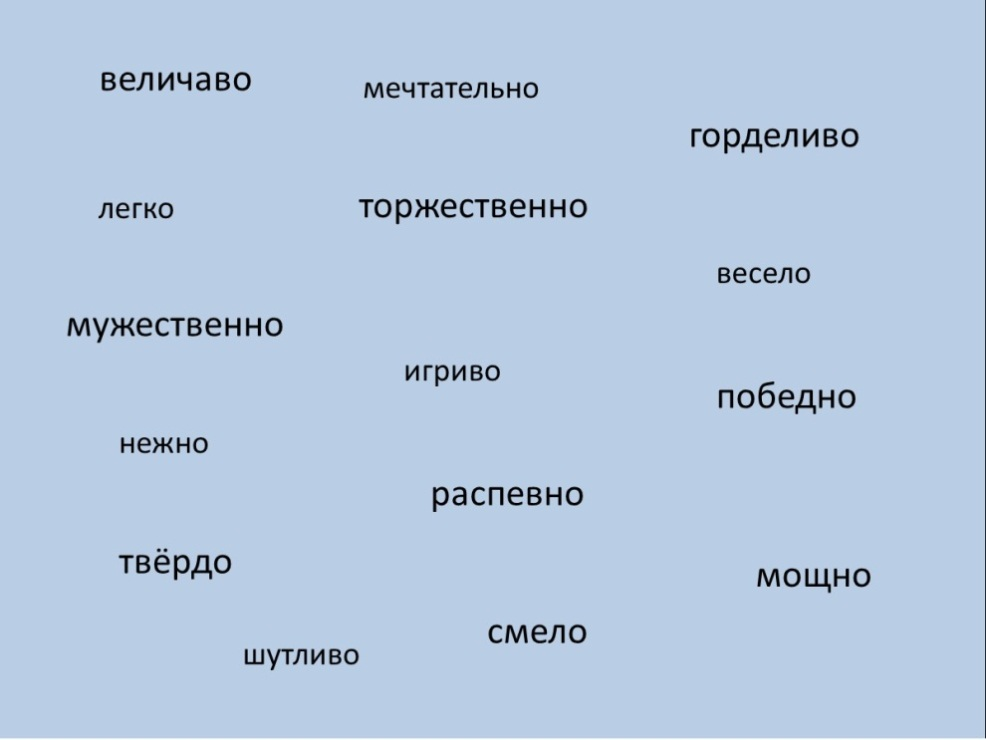 величаво
мечтательно
горделиво
легко
торжественно
весело
мужественно
игриво
победно
нежно
распевно
твёрдо
мощно
смело
шутливо